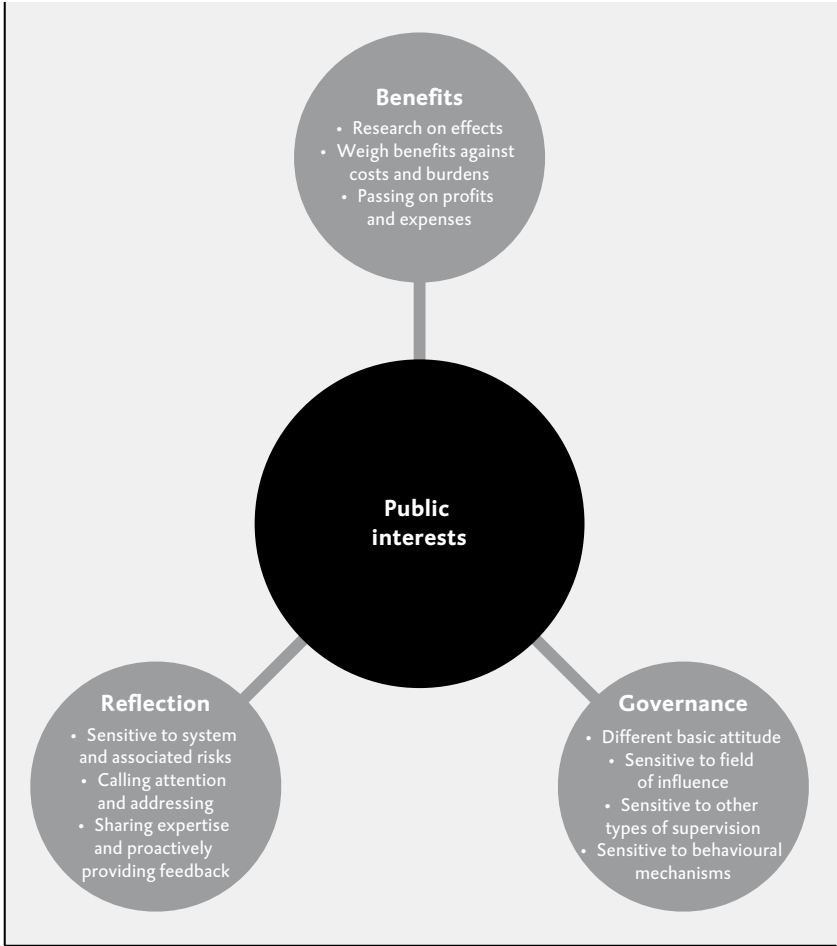 Benefits
• Research on effects
• Weigh benefits against
costs and burdens
• Passing on profits
and expenses
Public
interests
Reflection
• Sensitive to system
and associated risks
• Calling attention
and addressing
• Sharing expertise
and proactively
providing feedback
Governance
• Different basic attitude
• Sensitive to field
of influence
• Sensitive to other
types of supervision
• Sensitive to behavioural
mechanisms